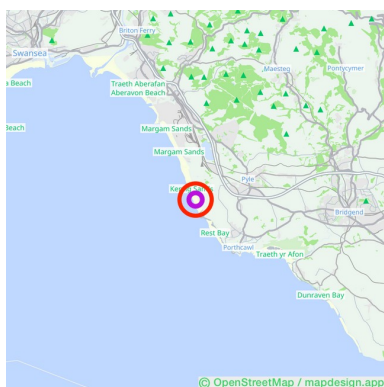 Briton Ferry
Swansea
Maesteg
Pontycymer
Traeth Aberafan
Aberavon Beach
a Beach
Margam Sands
Beach
Margam Sands
Pyle
Bridgend
Rest Bay
Porthcawl
Traeth yr Afon
Dunraven Bay
© OpenStreetMap / mapdesign.app